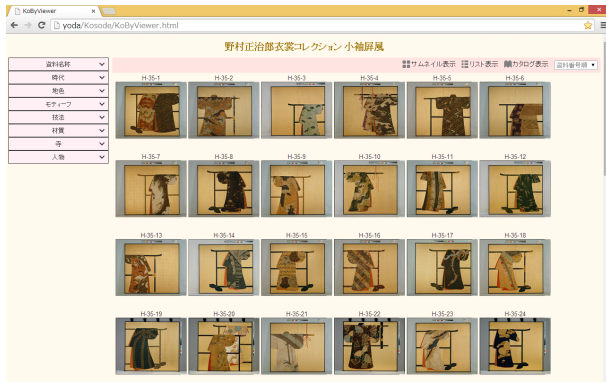 KoByViewer
yoda/Kosode/KoByViewer.html
野村正治郎衣裳コレクション 小袖屏風
サムネイル表示 リスト表示 カタログ表示 資料番号順
資料名称
時代
地色
モティーフ
技法
材質
寺
人物
H-35-1 H-35-2 H-35-3 H-35-4 H-35-5 H-35-6
H-35-7 H-35-8 H-35-9 H-35-10 H-35-11 H-35-12
H-35-13 H-35-14 H-35-15 H-35-16 H-35-17 H-35-18
H-35-19 H-35-20 H-35-21 H-35-22 H-35-23 H-35-24